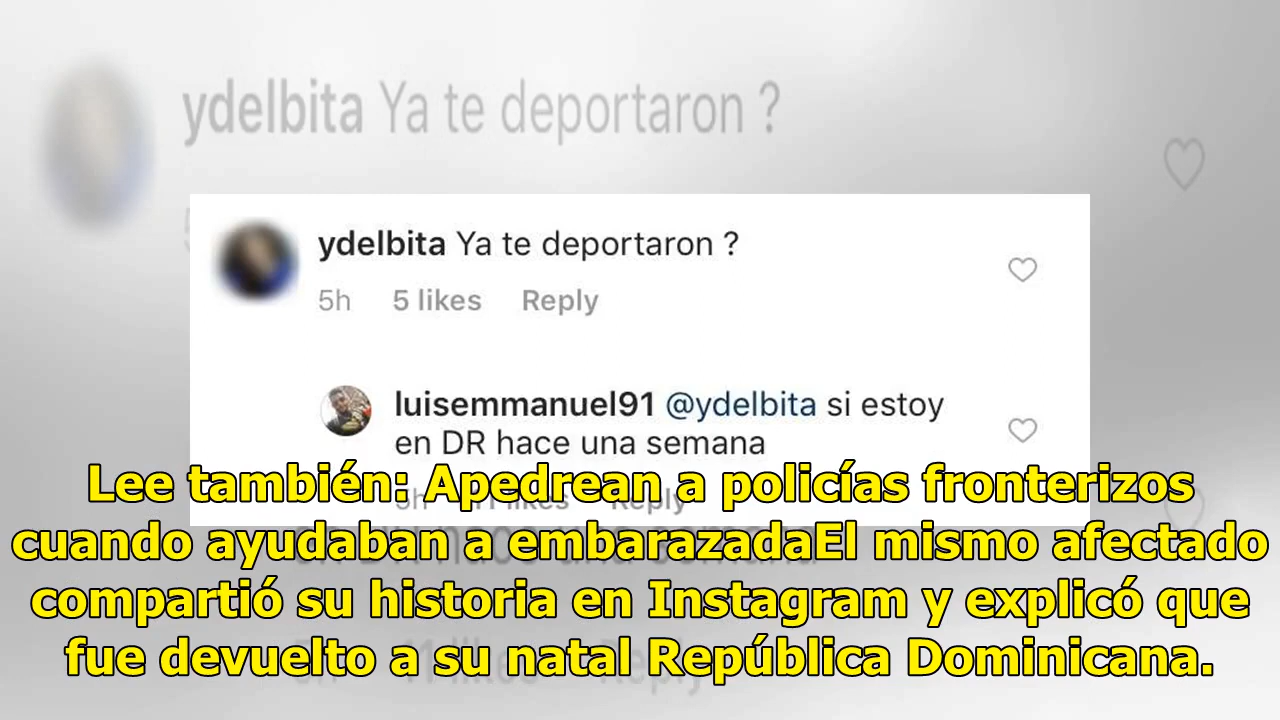 ydelbita Ya te deportaron ?
ydelbita Ya te deportaron ?
5h 5 likes Reply
luisemmanuel91 @ydelbita si estoy
en DR hace una semana
Lee también: Apedrean a policías fronterizos
cuando ayudaban a embarazadaEl mismo afectado
compartió su historia en Instagram y explicó que
fue devuelto a su natal República Dominicana.